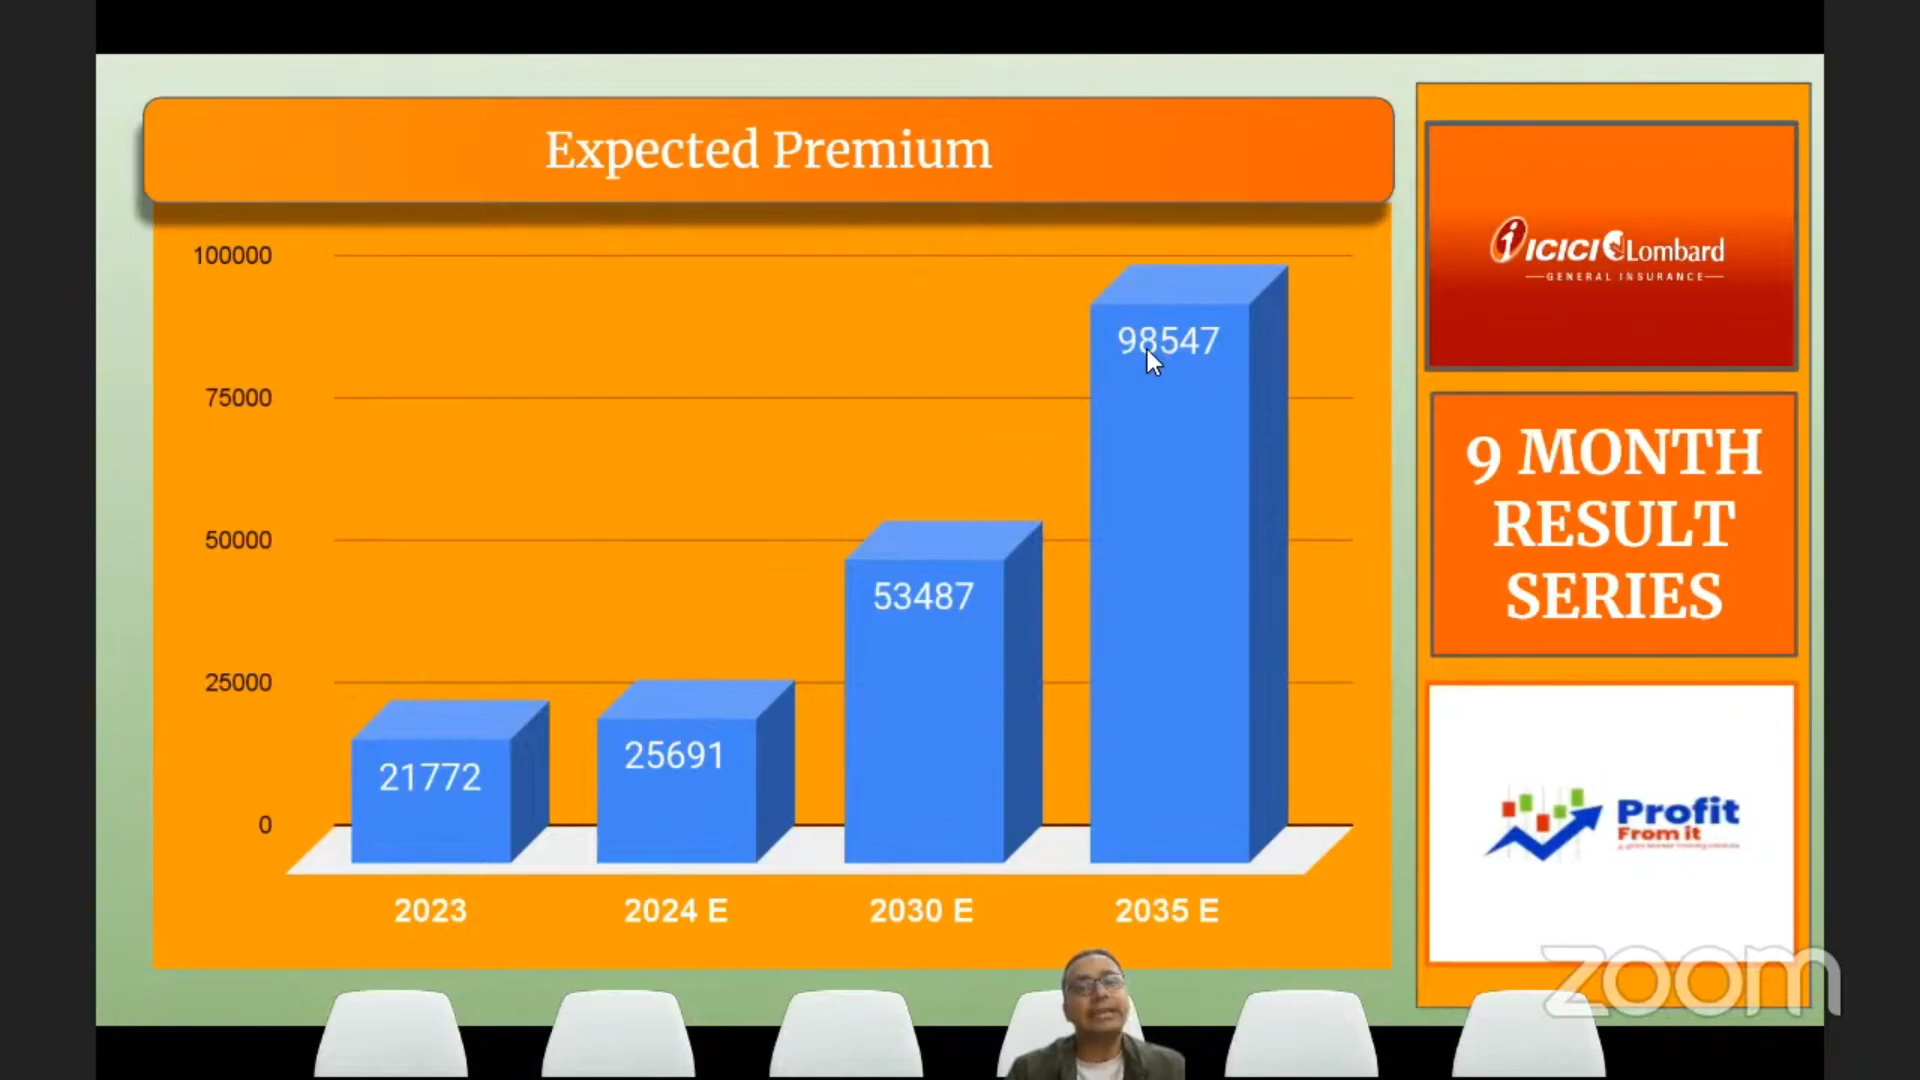 Expected Premium
100000
75000
50000
25000
0
21772
25691
53487
98547
2023
2024 E
2030 E
2035 E
ICICI Lombard
GENERAL INSURANCE
9 MONTH
RESULT
SERIES
Profit
From it
zoom